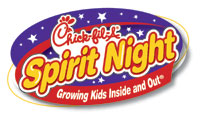 Chick-fil-A
Spirit Night
Growing Kids Inside and Out®